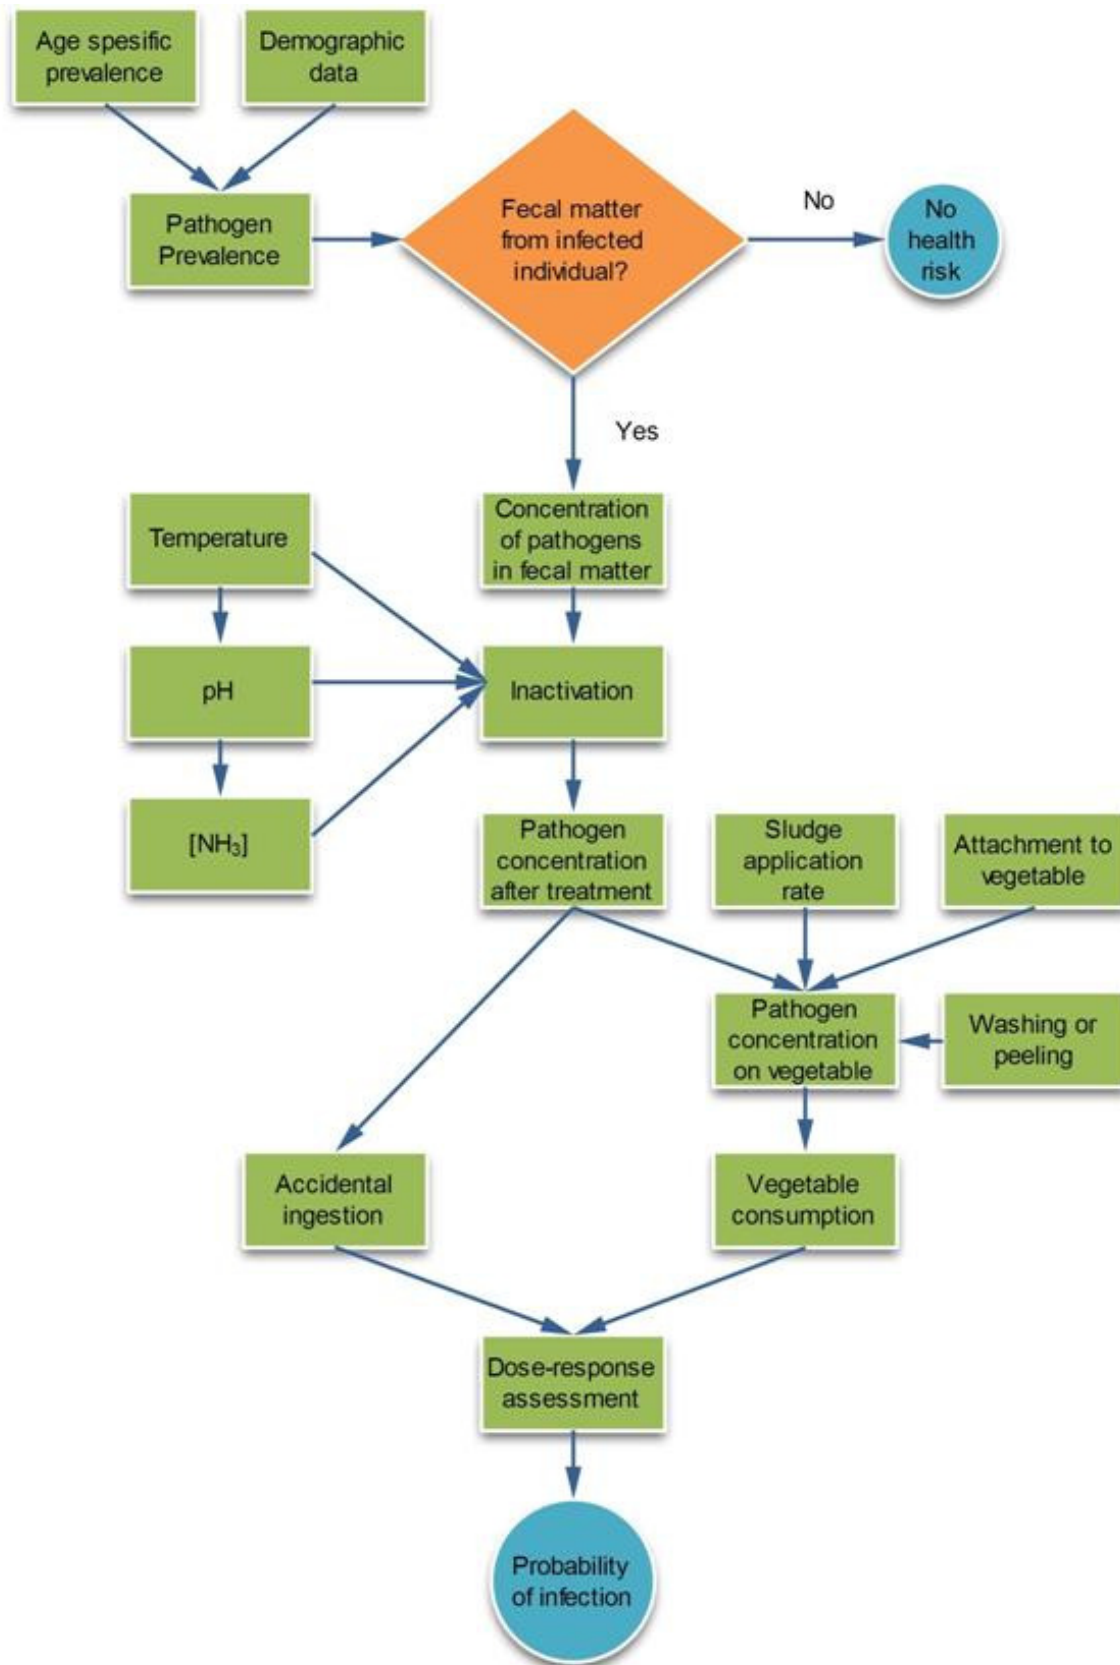 Age spesific
prevalence
Demographic
data
Pathogen
Prevalence
Fecal matter
from infected
individual?
No
No
health
risk
Yes
Temperature
Concentration
of pathogens
in fecal matter
pH
Inactivation
[NH₃]
Pathogen
concentration
after treatment
Sludge
application
rate
Attachment to
vegetable
Pathogen
concentration
on vegetable
Washing or
peeling
Accidental
ingestion
Vegetable
consumption
Dose-response
assessment
Probability
of infection